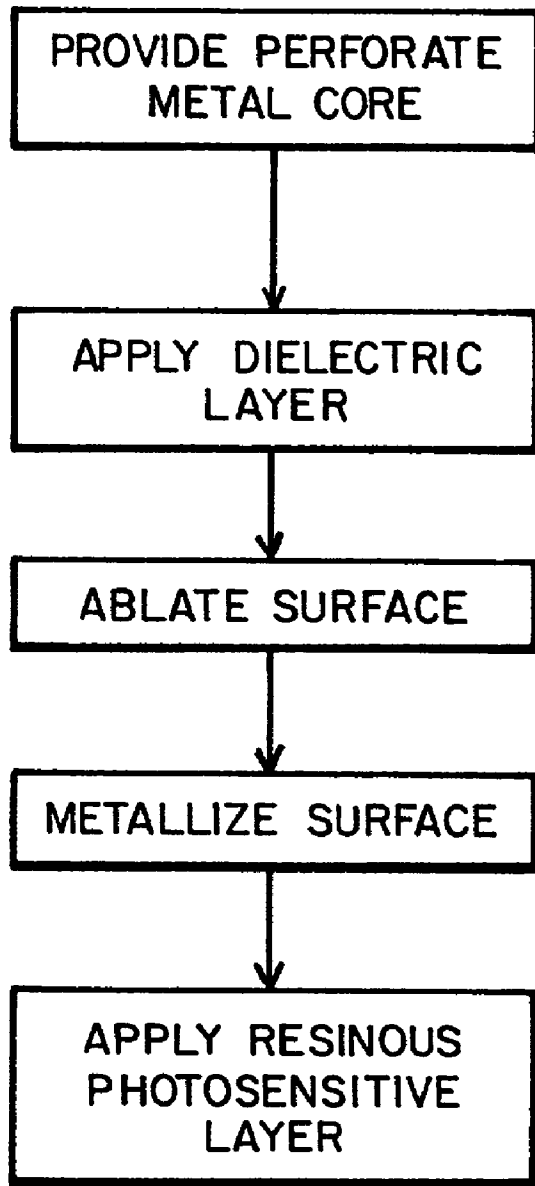 PROVIDE PERFORATE
METAL CORE
APPLY DIELECTRIC
LAYER
ABLATE SURFACE
METALLIZE SURFACE
APPLY RESINOUS
PHOTOSENSITIVE
LAYER